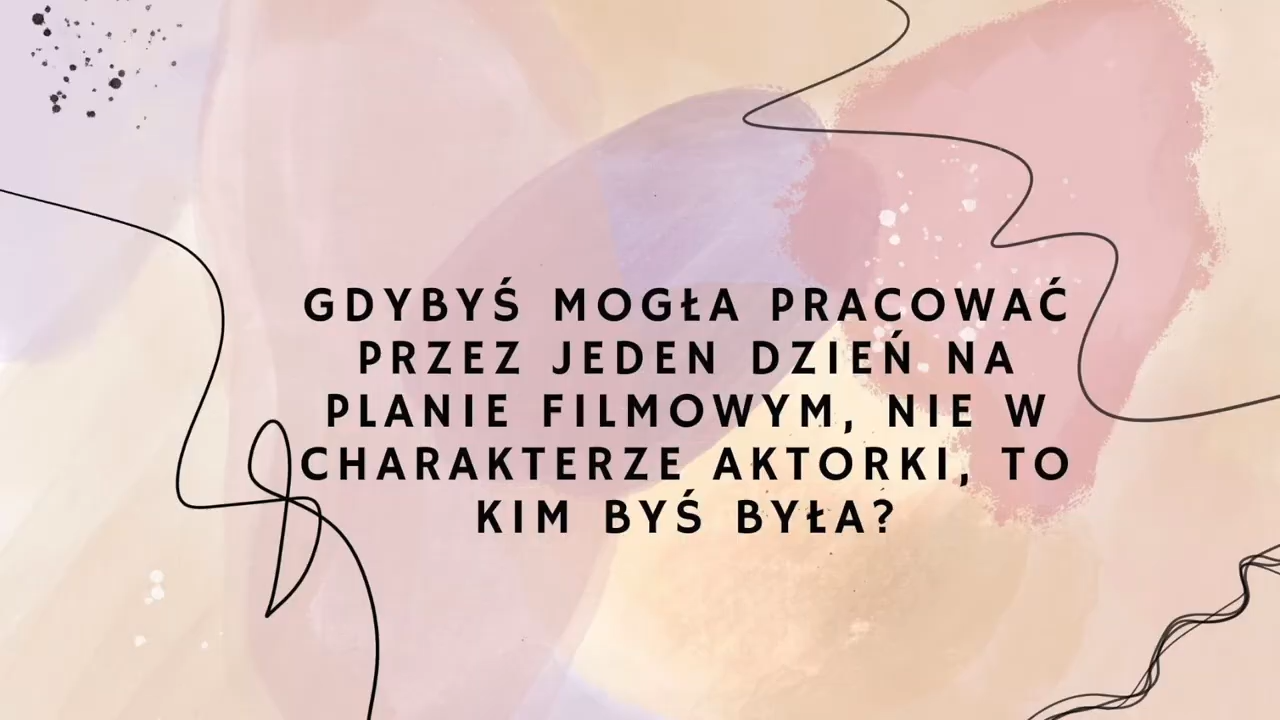 GDYBYŚ MOGŁA PRACOWAĆ
PRZEZ JEDEN DZIEŃ NA
PLANIE FILMOWYM, NIE W
CHARAKTERZE AKTORKI, TO
KIM BYŚ BYŁA?